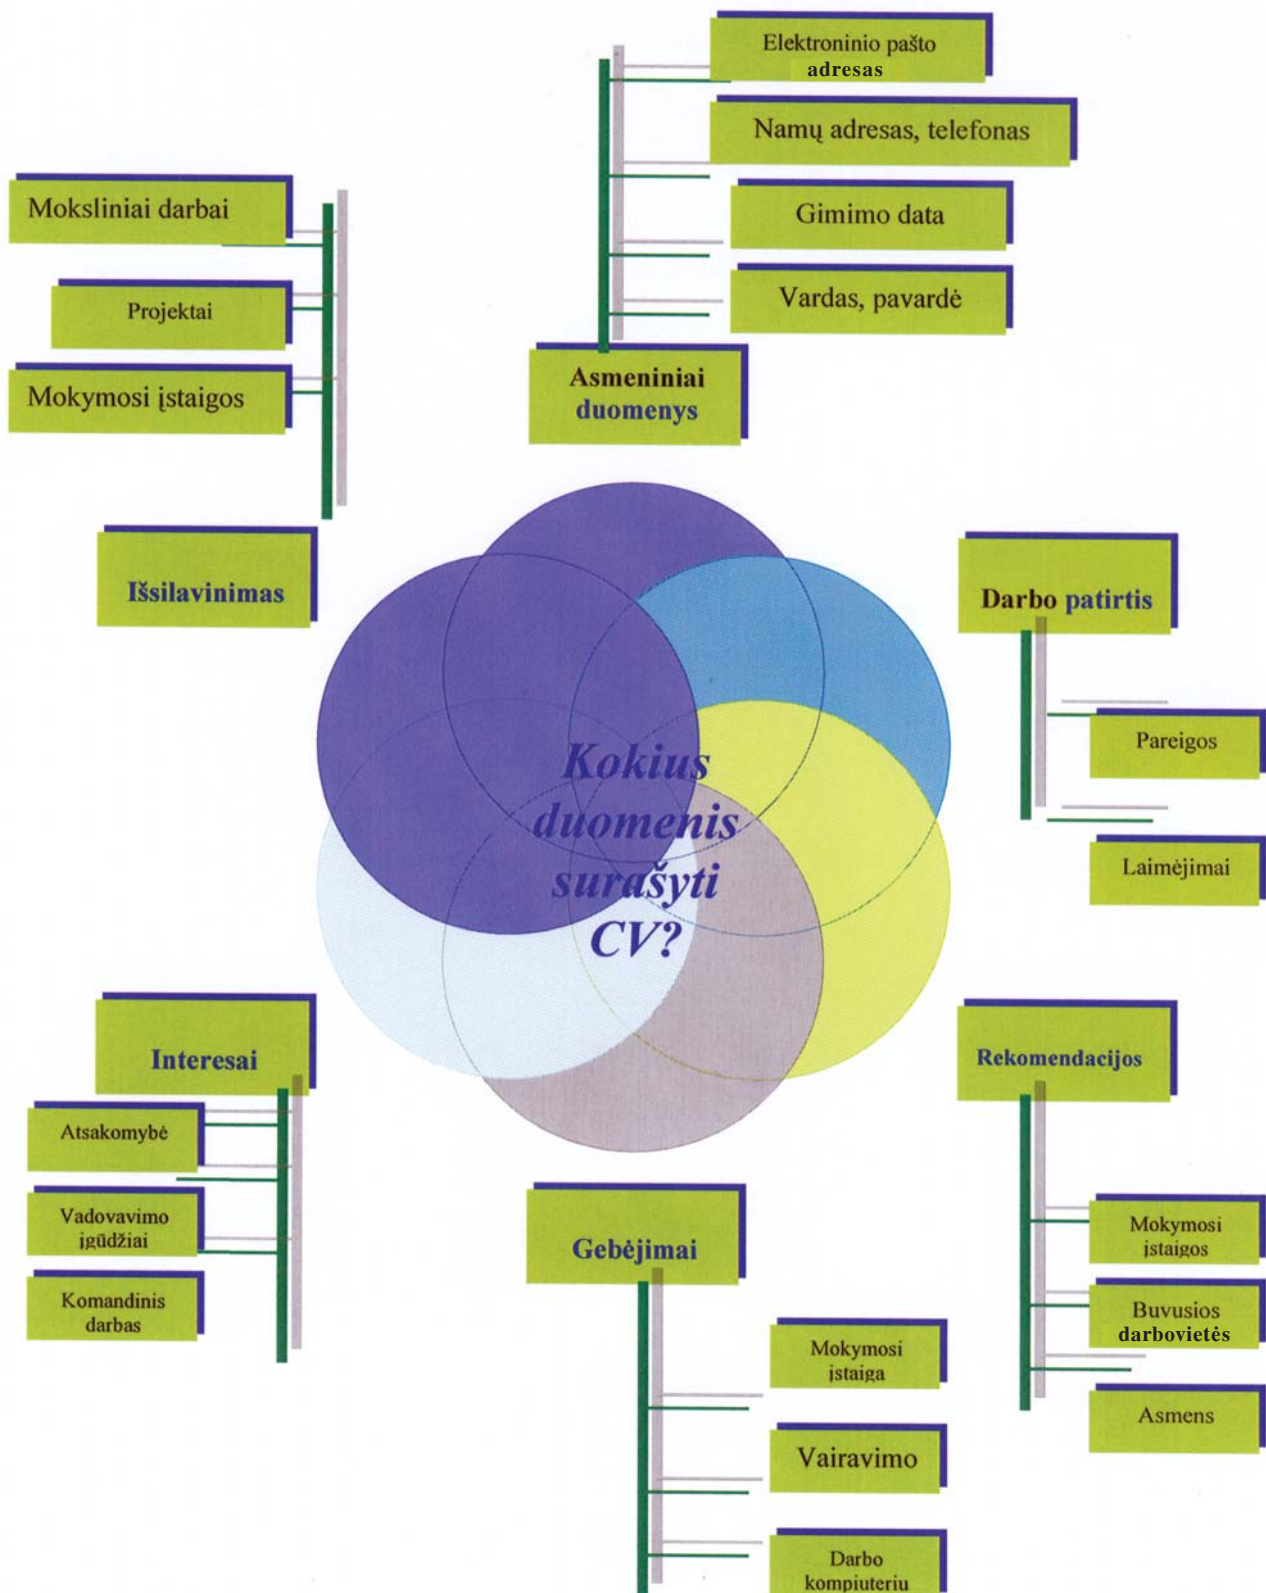 Elektroninio pašto
adresas
Namų adresas, telefonas
Gimimo data
Vardas, pavardė
Asmeniniai
duomenys
Moksliniai darbai
Projektai
Mokymosi įstaigos
Išsilavinimas
Darbo patirtis
Pareigos
Laimėjimai
Kokius
duomenis
surašyti
CV?
Interesai
Atsakomybė
Vadovavimo
įgūdžiai
Komandinis
darbas
Gebėjimai
Mokymosi
įstaiga
Vairavimo
Darbo
kompiuteriu
Rekomendacijos
Mokymosi
įstaigos
Buvusios
darbovietės
Asmens